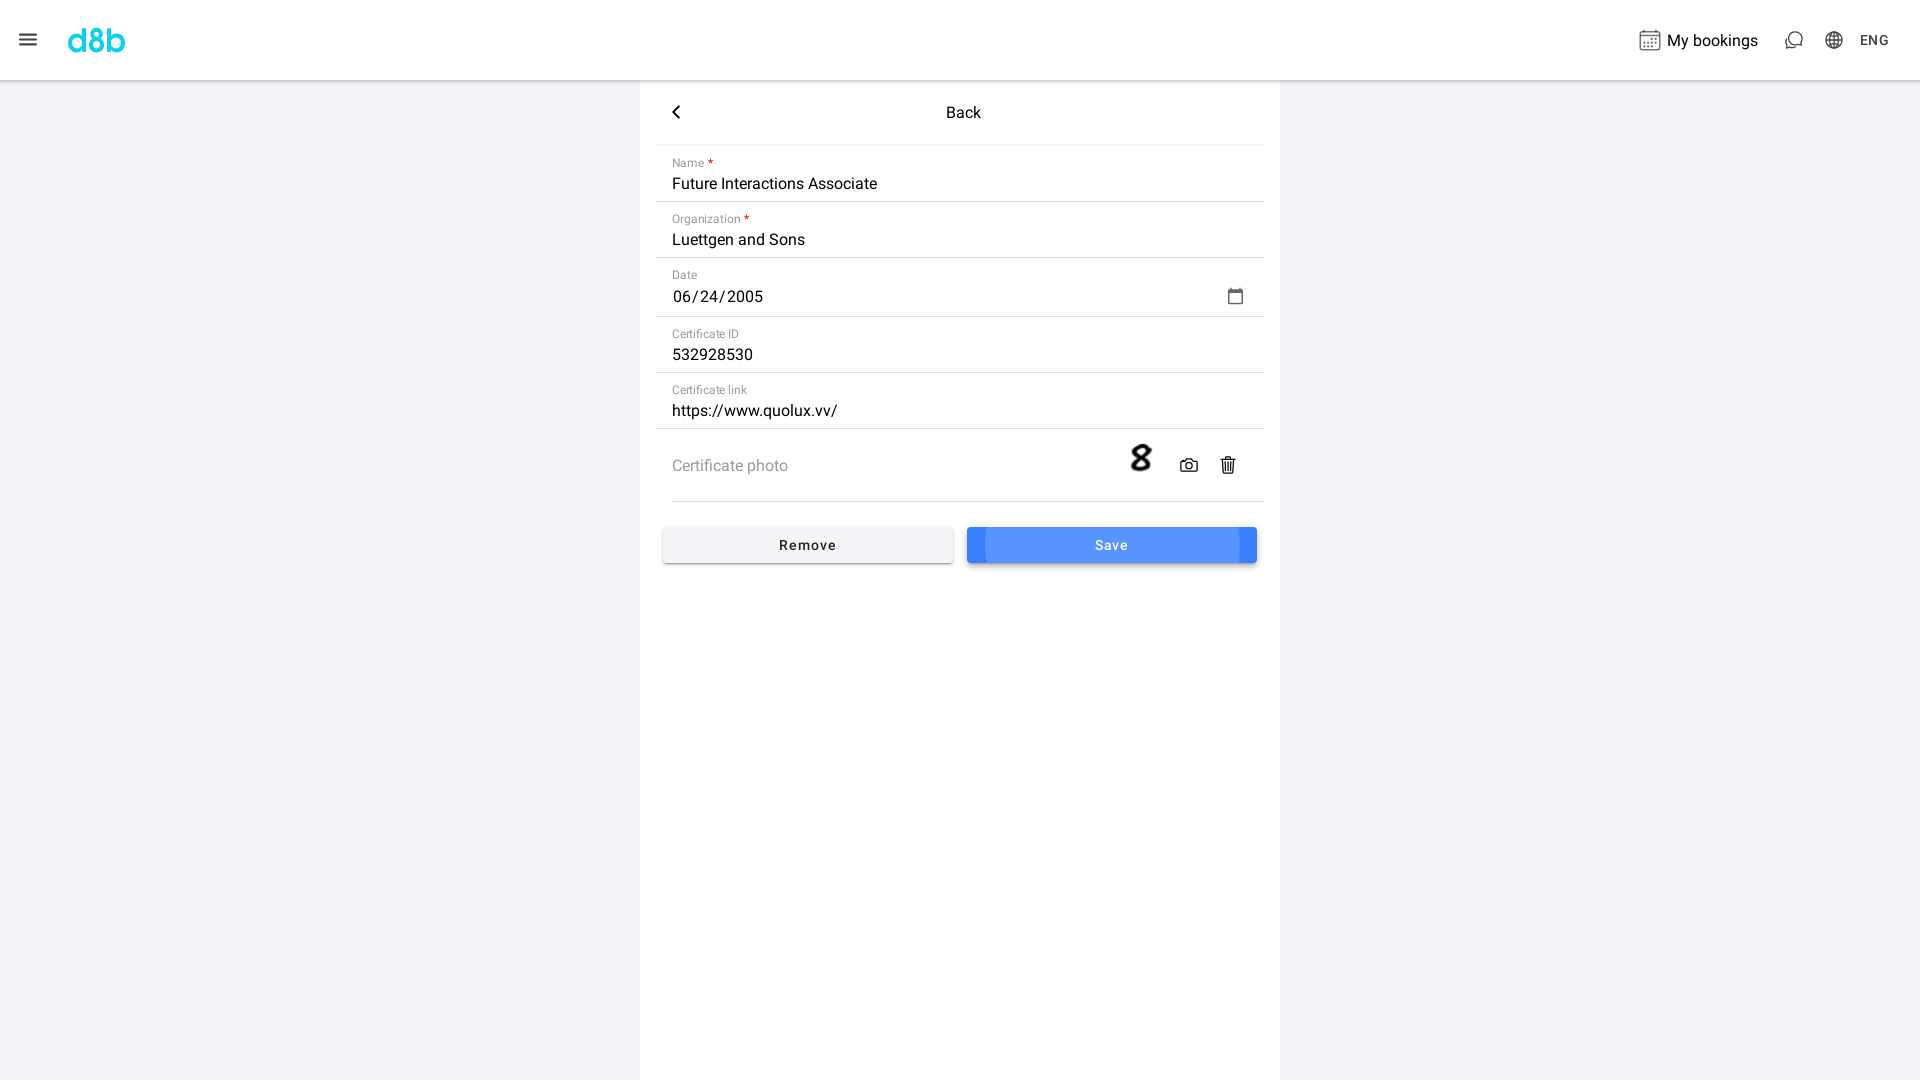 d8b
My bookings
ENG
Back
Name *
Future Interactions Associate
Organization *
Luettgen and Sons
Date
06/24/2005
Certificate ID
532928530
Certificate link
https://www.quolux.vv/
Certificate photo
8
Remove
Save